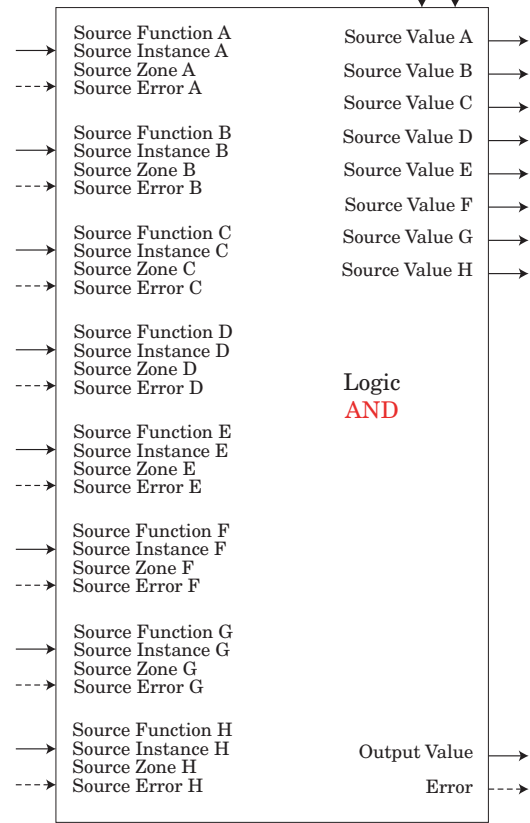 Source Function A
Source Instance A
Source Zone A
Source Error A
Source Function B
Source Instance B
Source Zone B
Source Error B
Source Function C
Source Instance C
Source Zone C
Source Error C
Source Function D
Source Instance D
Source Zone D
Source Error D
Source Function E
Source Instance E
Source Zone E
Source Error E
Source Function F
Source Instance F
Source Zone F
Source Error F
Source Function G
Source Instance G
Source Zone G
Source Error G
Source Function H
Source Instance H
Source Zone H
Source Error H
Source Value A
Source Value B
Source Value C
Source Value D
Source Value E
Source Value F
Source Value G
Source Value H
Logic
AND
Output Value
Error